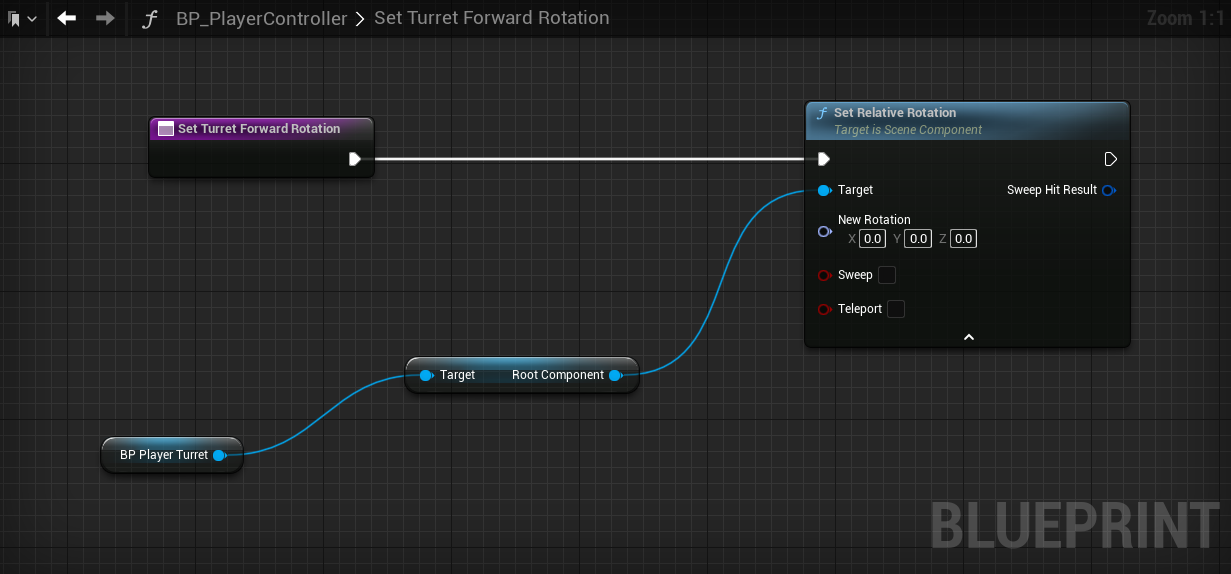 BP_PlayerController > Set Turret Forward Rotation
Zoom 1:1
Set Turret Forward Rotation
f Set Relative Rotation
Target is Scene Component
Target
Sweep Hit Result
New Rotation
X 0.0 Y 0.0 Z 0.0
Sweep
Teleport
Target Root Component
BP Player Turret
BLUEPRINT